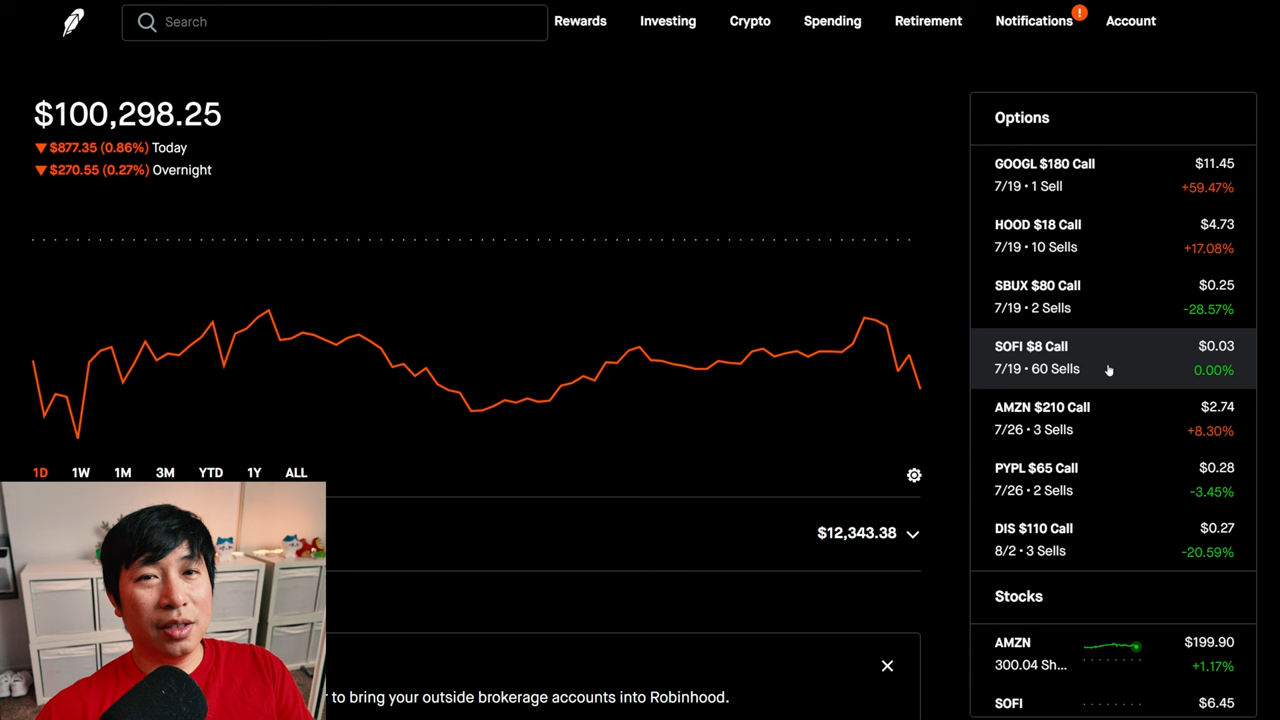 Search
Rewards
Investing
Crypto
Spending
Retirement
Notifications
!
Account
$100,298.25
▼ $877.35 (0.86%) Today
▼ $270.55 (0.27%) Overnight
1D
1W
1M
3M
YTD
1Y
ALL
$12,343.38
r to bring your outside brokerage accounts into Robinhood.
Options
GOOGL $180 Call $11.45
7/19 • 1 Sell +59.47%
HOOD $18 Call $4.73
7/19 • 10 Sells +17.08%
SBUX $80 Call $0.25
7/19 • 2 Sells -28.57%
SOFI $8 Call $0.03
7/19 • 60 Sells 0.00%
AMZN $210 Call $2.74
7/26 • 3 Sells +8.30%
PYPL $65 Call $0.28
7/26 • 2 Sells -3.45%
DIS $110 Call $0.27
8/2 • 3 Sells -20.59%
Stocks
AMZN $199.90
300.04 Sh... +1.17%
SOFI $6.45